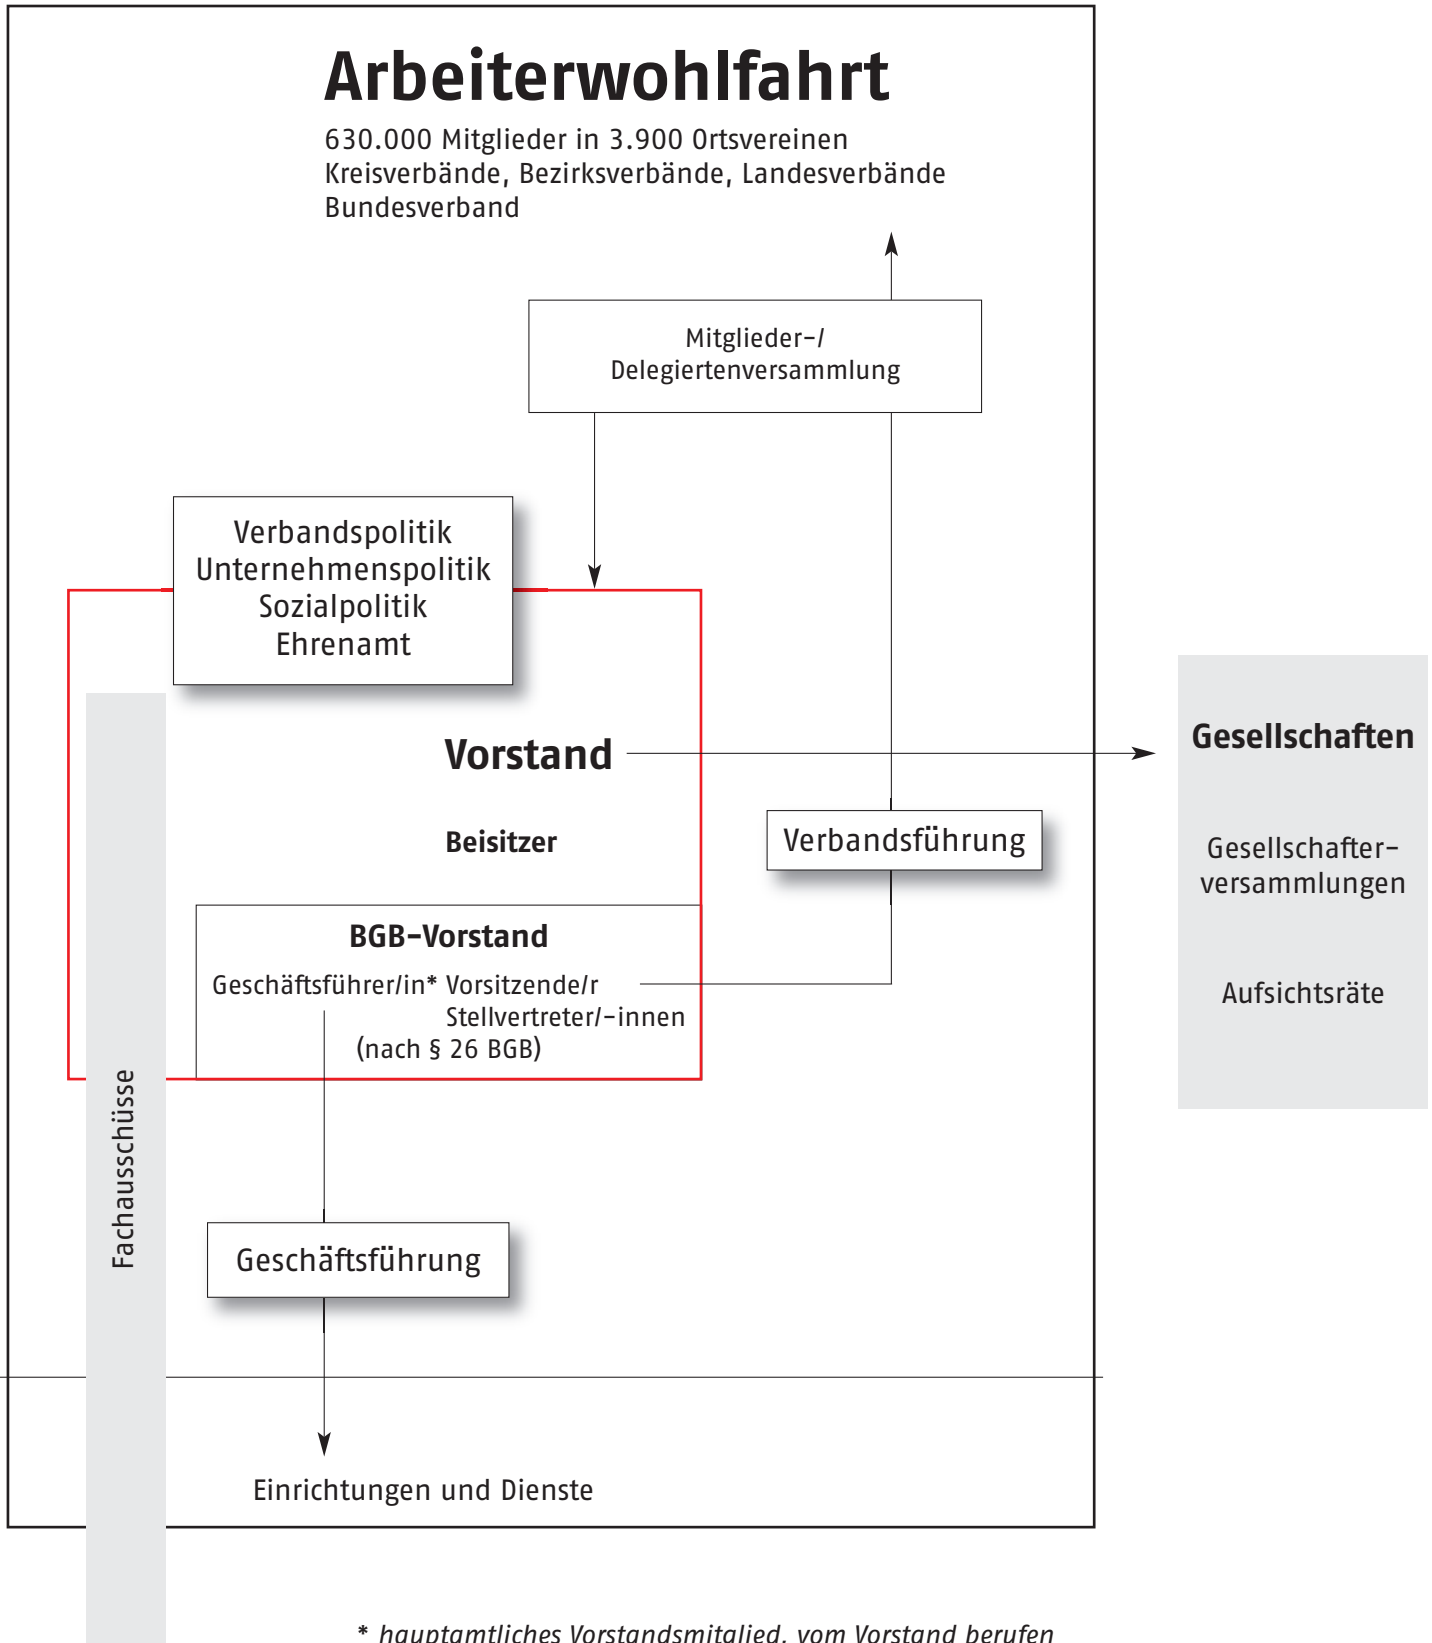 Arbeiterwohlfahrt
630.000 Mitglieder in 3.900 Ortsvereinen
Kreisverbände, Bezirksverbände, Landesverbände
Bundesverband
Mitglieder-/
Delegiertenversammlung
Verbandspolitik
Unternehmenspolitik
Sozialpolitik
Ehrenamt
Vorstand
Beisitzer
BGB-Vorstand
Geschäftsführer/in* Vorsitzende/r
Stellvertreter/-innen
(nach § 26 BGB)
Verbandsführung
Gesellschaften
Gesellschafter-
versammlungen
Aufsichtsräte
Fachausschüsse
Geschäftsführung
Einrichtungen und Dienste
* hauptamtliches Vorstandsmitglied, vom Vorstand berufen